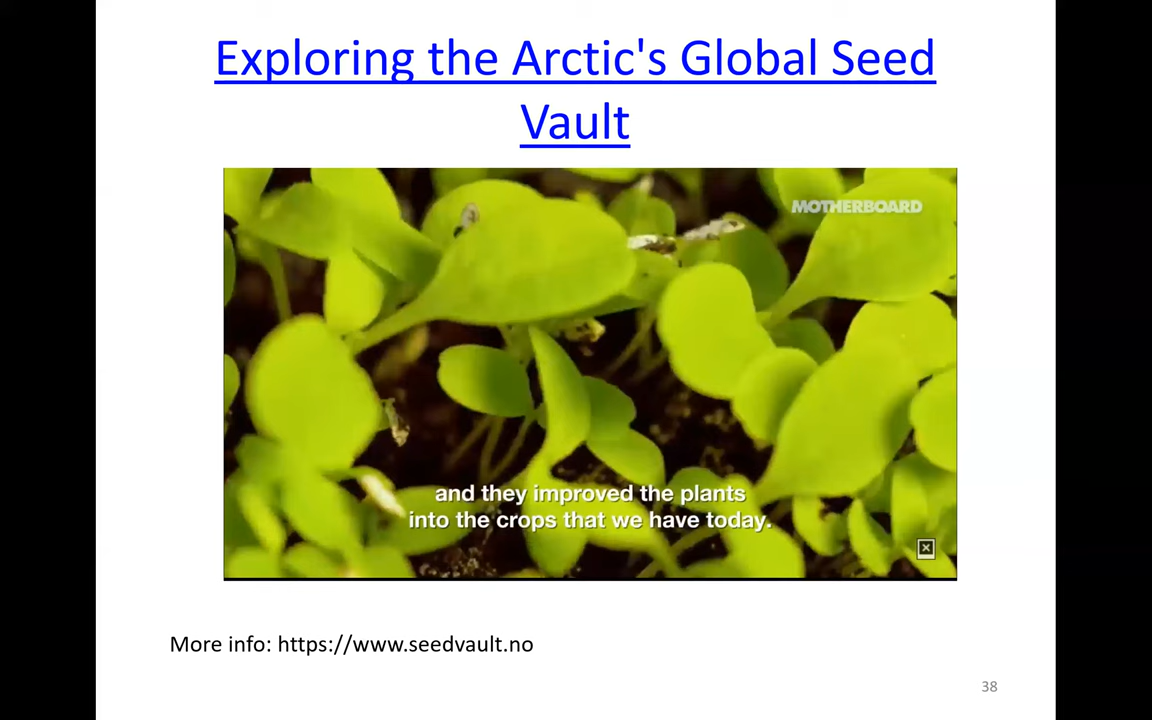 Exploring the Arctic's Global Seed
Vault
MOTHERBOARD
and they improved the plants
into the crops that we have today.
More info: https://www.seedvault.no
38